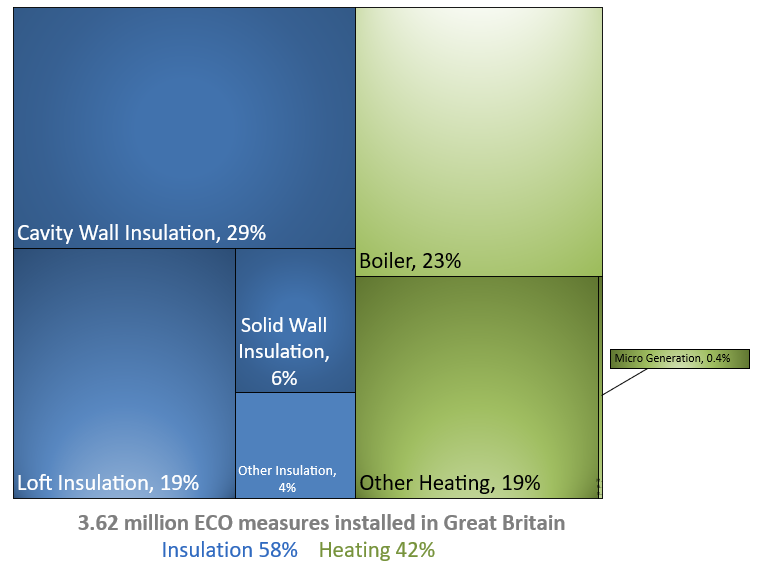 Cavity Wall Insulation, 29%
Boiler, 23%
Solid Wall
Insulation,
6%
Micro Generation, 0.4%
Loft Insulation, 19%
Other Insulation,
4%
Other Heating, 19%
3.62 million ECO measures installed in Great Britain
Insulation 58% Heating 42%